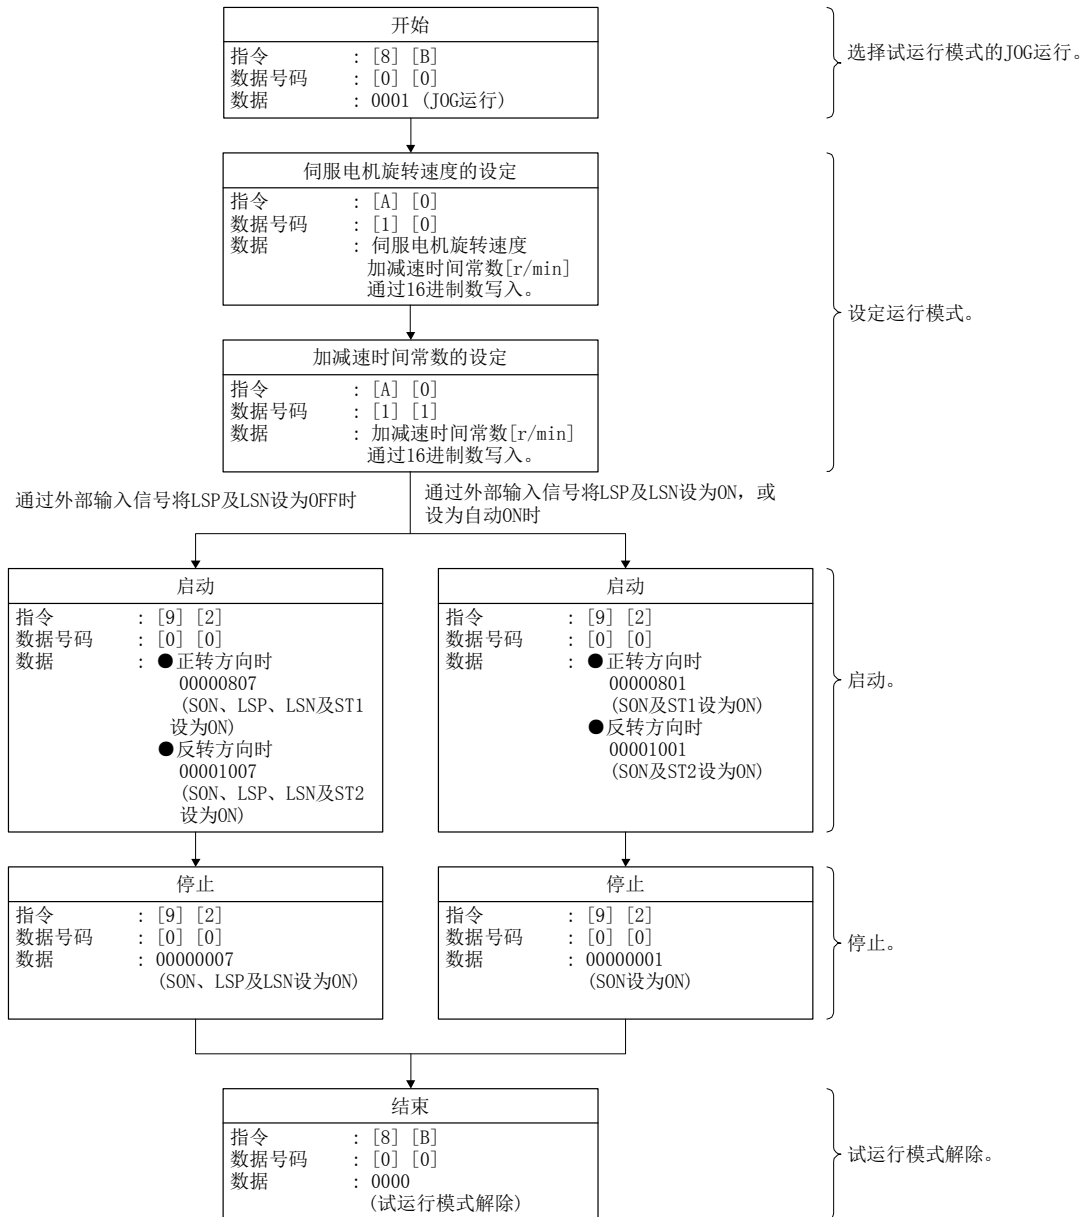 开始
指令 : [8] [B]
数据号码 : [0] [0]
数据 : 0001 (JOG运行)
选择试运行模式的JOG运行。
伺服电机旋转速度的设定
指令 : [A] [0]
数据号码 : [1] [0]
数据 : 伺服电机旋转速度
加减速时间常数[r/min]
通过16进制数写入。
加减速时间常数的设定
指令 : [A] [0]
数据号码 : [1] [1]
数据 : 加减速时间常数[r/min]
通过16进制数写入。
设定运行模式。
通过外部输入信号将LSP及LSN设为OFF时
通过外部输入信号将LSP及LSN设为ON，或
设为自动ON时
启动
指令 : [9] [2]
数据号码 : [0] [0]
数据 : ●正转方向时
00000807
(SON、LSP、LSN及ST1
设为ON)
●反转方向时
00001007
(SON、LSP、LSN及ST2
设为ON)
启动
指令 : [9] [2]
数据号码 : [0] [0]
数据 : ●正转方向时
00000801
(SON及ST1设为ON)
●反转方向时
00001001
(SON及ST2设为ON)
启动。
停止
指令 : [9] [2]
数据号码 : [0] [0]
数据 : 00000007
(SON、LSP及LSN设为ON)
停止
指令 : [9] [2]
数据号码 : [0] [0]
数据 : 00000001
(SON设为ON)
停止。
结束
指令 : [8] [B]
数据号码 : [0] [0]
数据 : 0000
(试运行模式解除)
试运行模式解除。